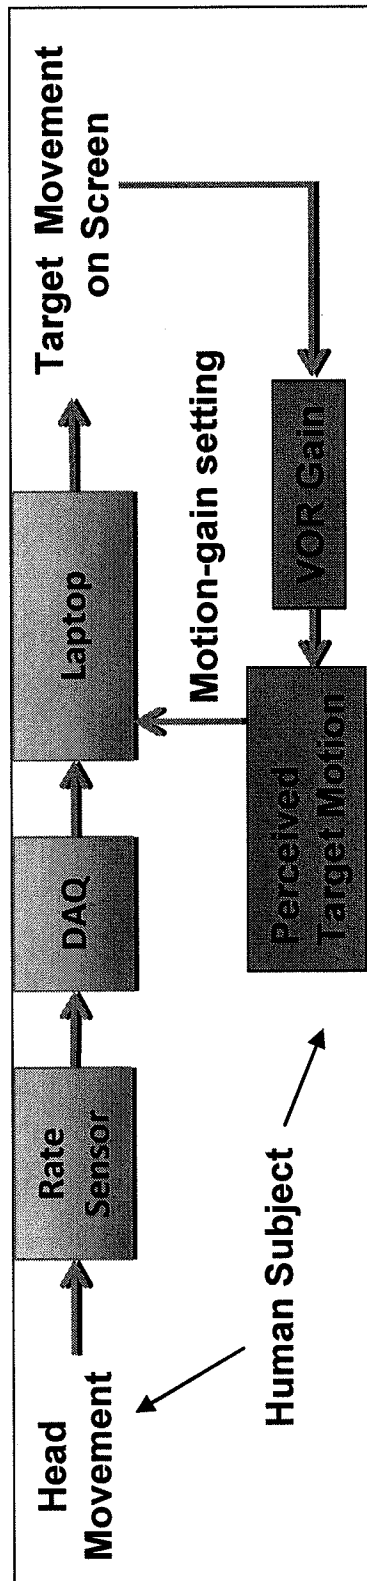 Head
Movement
Rate
Sensor
DAQ
Laptop
Target Movement
on Screen
Motion-gain setting
VOR Gain
Perceived
Target Motion
Human Subject